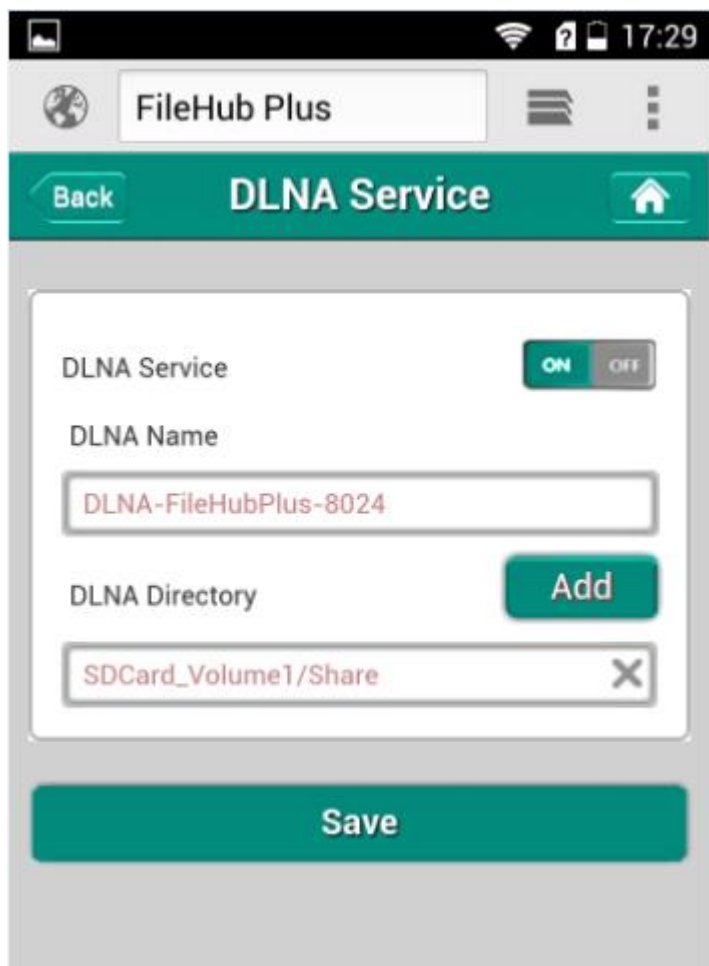 ? 17:29
FileHub Plus
Back DLNA Service
DLNA Service ON OFF
DLNA Name
DLNA-FileHubPlus-8024
DLNA Directory Add
SDCard_Volume1/Share
Save